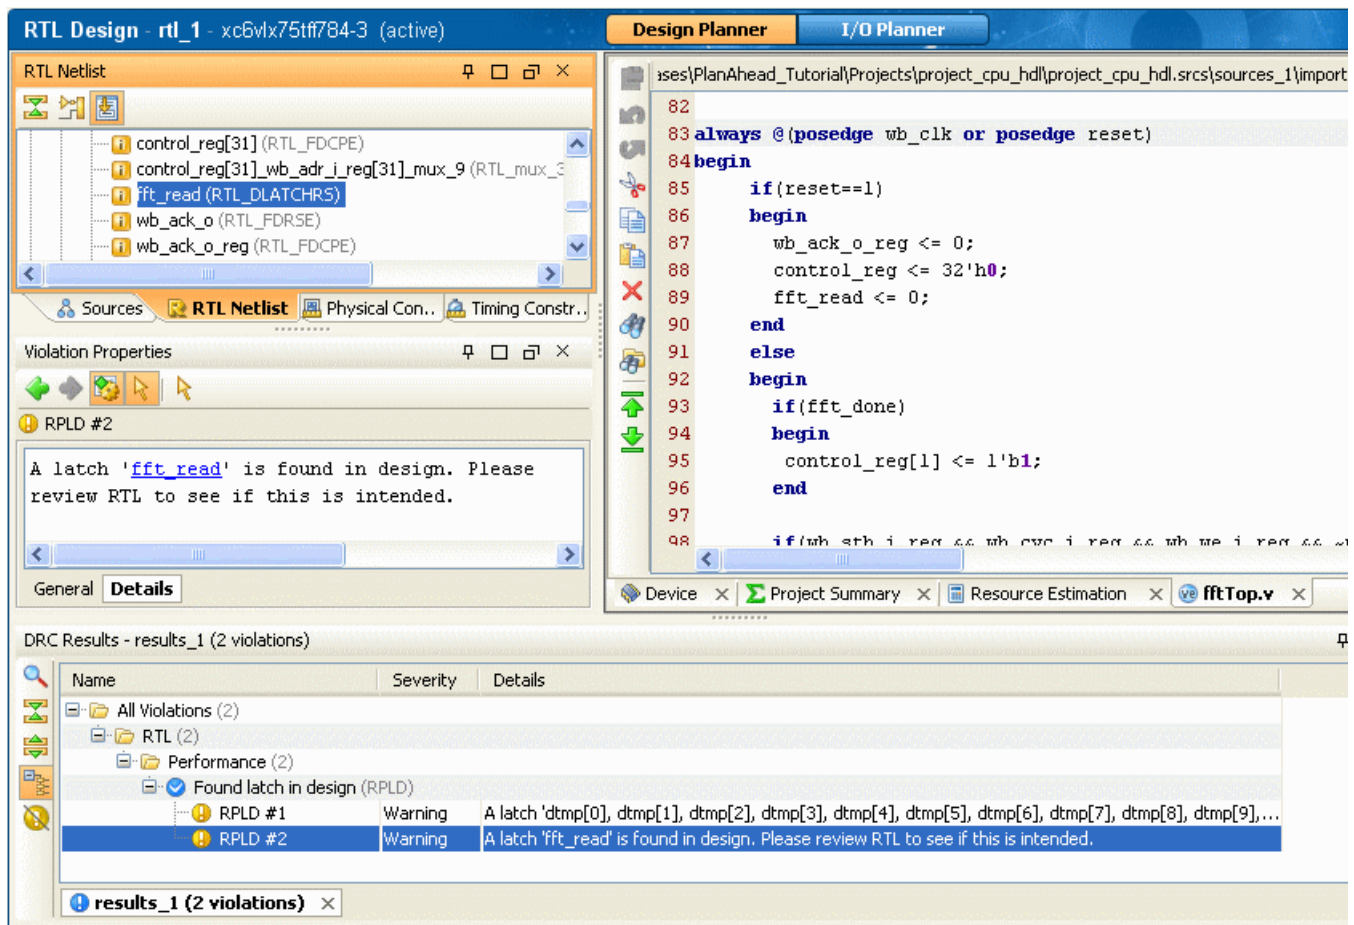 RTL Design - rtl_1 - xc6vlx75tff784-3 (active)
Design Planner
I/O Planner
RTL Netlist
control_reg[31] (RTL_FDCPE)
control_reg[31]_wb_adr_i_reg[31]_mux_9 (RTL_mux_3
fft_read (RTL_DLATCHRS)
wb_ack_o (RTL_FDRSE)
wb_ack_o_reg (RTL_FDCPE)
Sources
RTL Netlist
Physical Con..
Timing Constr..
Violation Properties
RPLD #2
A latch 'fft_read' is found in design. Please
review RTL to see if this is intended.
General
Details
ases\PlanAhead_Tutorial\Projects\project_cpu_hdl\project_cpu_hdl.srcs\sources_1\import
82
83 always @(posedge wb_clk or posedge reset)
84 begin
85 if(reset==1)
86 begin
87 wb_ack_o_reg <= 0;
88 control_reg <= 32'h0;
89 fft_read <= 0;
90 end
91 else
92 begin
93 if(fft_done)
94 begin
95 control_reg[1] <= 1'b1;
96 end
97
98 if(wb_stb_i_reg && wb_cyc_i_reg && wb_we_i_reg &&
Device
Project Summary
Resource Estimation
fftTop.v
DRC Results - results_1 (2 violations)
Name Severity Details
All Violations (2)
RTL (2)
Performance (2)
Found latch in design (RPLD)
RPLD #1 Warning A latch 'dtmp[0], dtmp[1], dtmp[2], dtmp[3], dtmp[4], dtmp[5], dtmp[6], dtmp[7], dtmp[8], dtmp[9],...
RPLD #2 Warning A latch 'fft_read' is found in design. Please review RTL to see if this is intended.
results_1 (2 violations)